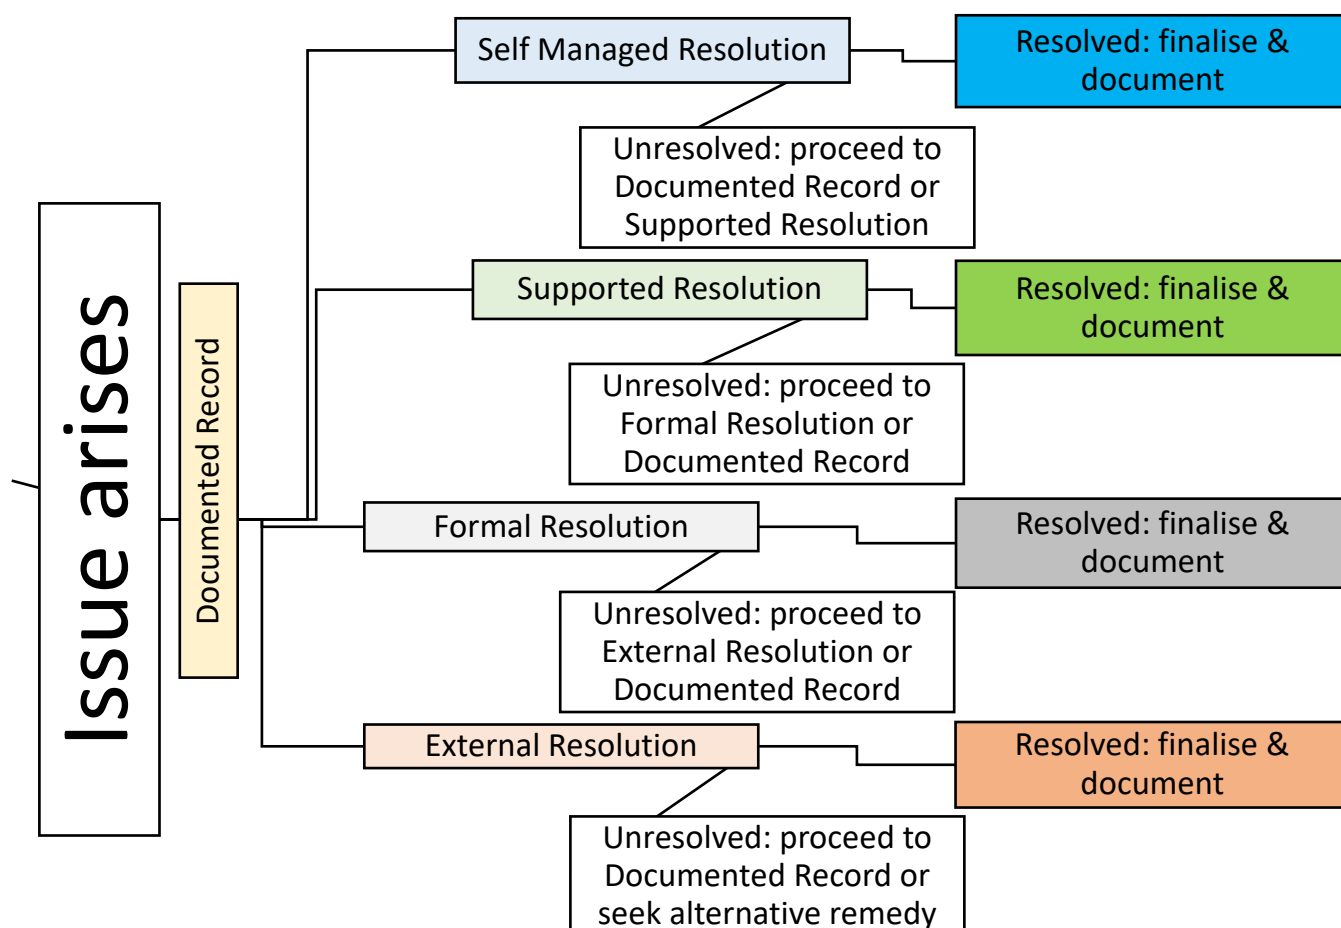 Issue arises
Documented Record
Self Managed Resolution
Resolved: finalise &
document
Unresolved: proceed to
Documented Record or
Supported Resolution
Supported Resolution
Resolved: finalise &
document
Unresolved: proceed to
Formal Resolution or
Documented Record
Formal Resolution
Resolved: finalise &
document
Unresolved: proceed to
External Resolution or
Documented Record
External Resolution
Resolved: finalise &
document
Unresolved: proceed to
Documented Record or
seek alternative remedy